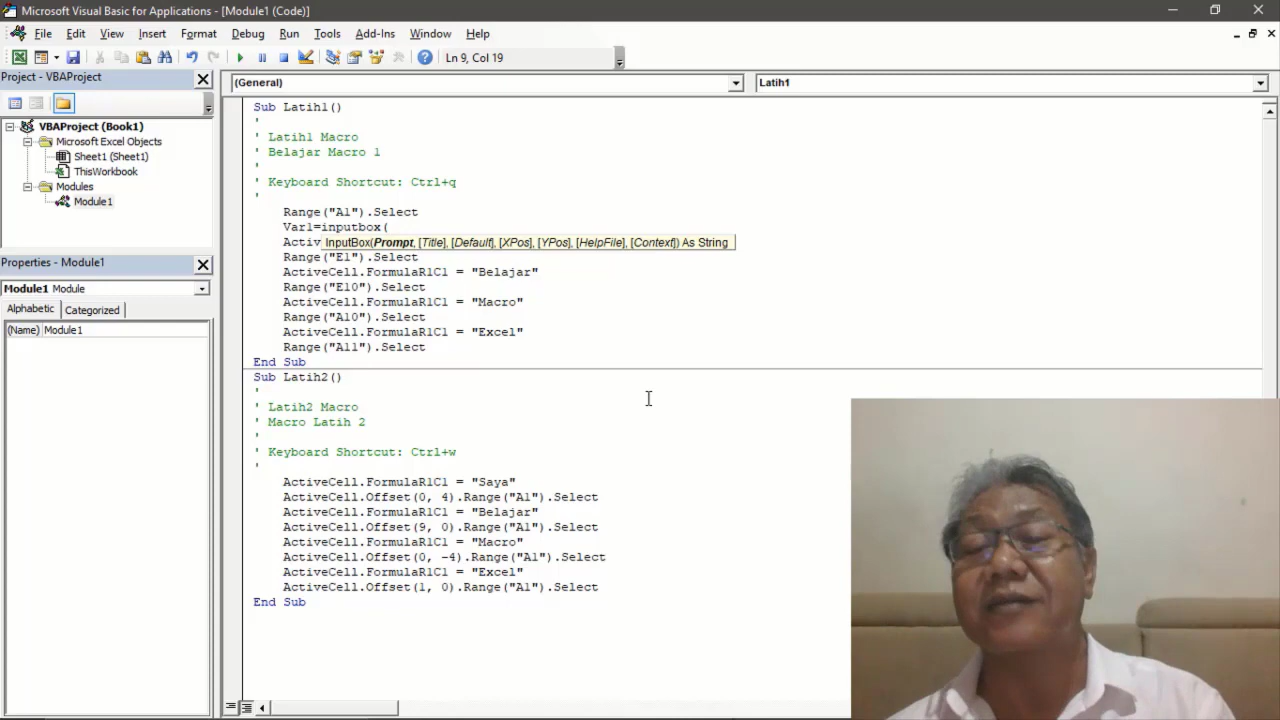 Microsoft Visual Basic for Applications - [Module1 (Code)]
File Edit View Insert Format Debug Run Tools Add-Ins Window Help
Ln 9, Col 19
Project - VBAProject
(General)
Latih1
VBAProject (Book1)
Microsoft Excel Objects
Sheet1 (Sheet1)
ThisWorkbook
Modules
Module1
Properties - Module1
Module1 Module
Alphabetic Categorized
(Name) Module1
Sub Latih1()
'
' Latih1 Macro
' Belajar Macro 1
'
' Keyboard Shortcut: Ctrl+q
'
Range("A1").Select
Var1=inputbox(
Activ
InputBox(Prompt, [Title], [Default], [XPos], [YPos], [HelpFile], [Context]) As String
Range("E1").Select
ActiveCell.FormulaR1C1 = "Belajar"
Range("E10").Select
ActiveCell.FormulaR1C1 = "Macro"
Range("A10").Select
ActiveCell.FormulaR1C1 = "Excel"
Range("A11").Select
End Sub
Sub Latih2()
'
' Latih2 Macro
' Macro Latih 2
'
' Keyboard Shortcut: Ctrl+w
'
ActiveCell.FormulaR1C1 = "Saya"
ActiveCell.Offset(0, 4).Range("A1").Select
ActiveCell.FormulaR1C1 = "Belajar"
ActiveCell.Offset(9, 0).Range("A1").Select
ActiveCell.FormulaR1C1 = "Macro"
ActiveCell.Offset(0, -4).Range("A1").Select
ActiveCell.FormulaR1C1 = "Excel"
ActiveCell.Offset(1, 0).Range("A1").Select
End Sub